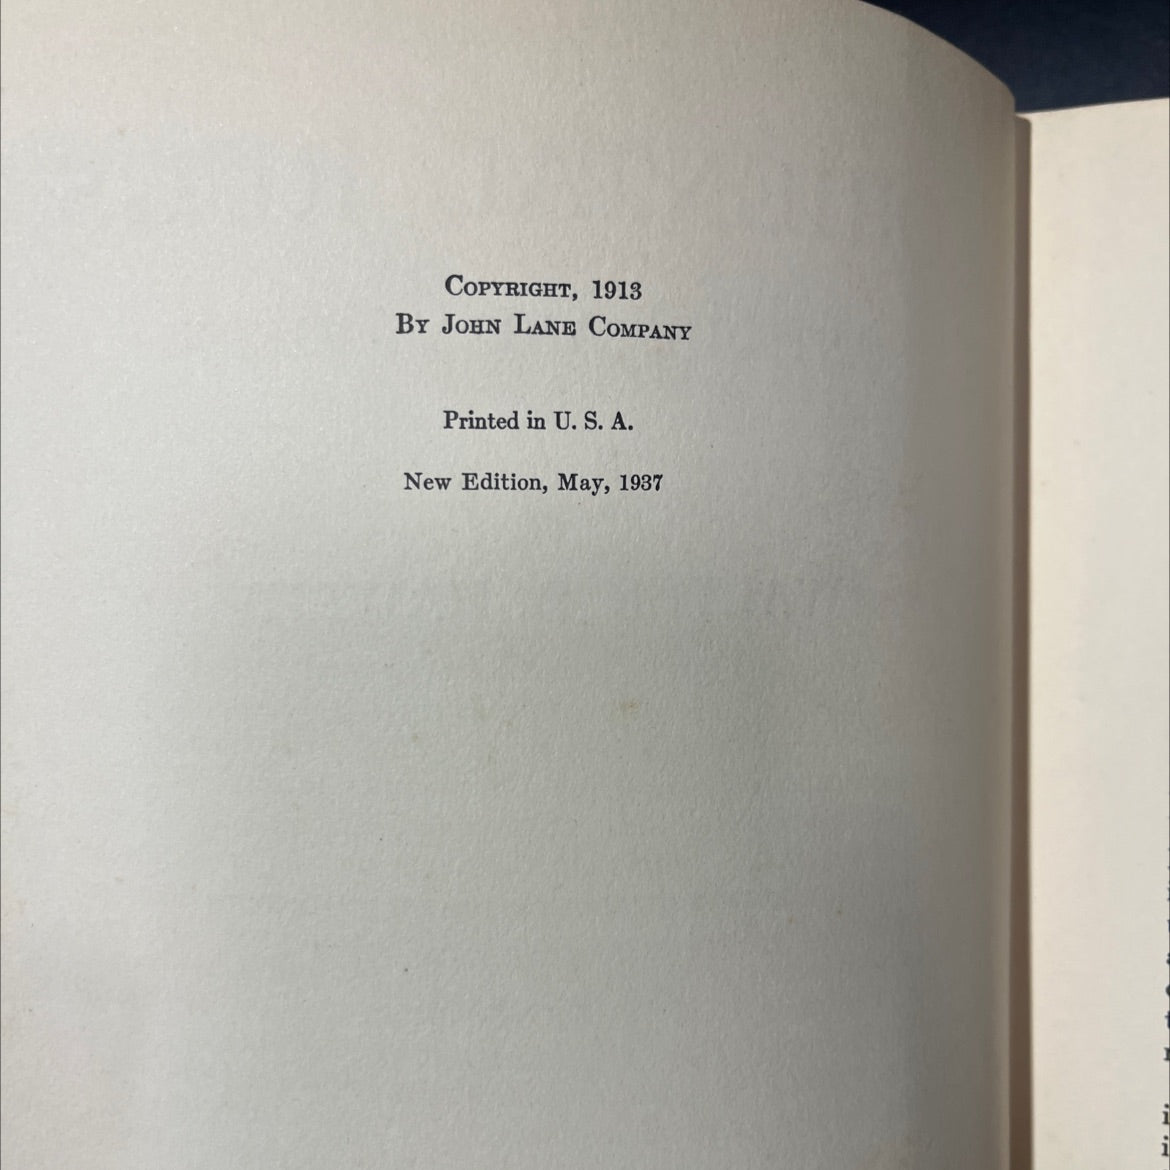 Copyright, 1913
By John Lane Company
Printed in U. S. A.
New Edition, May, 1937